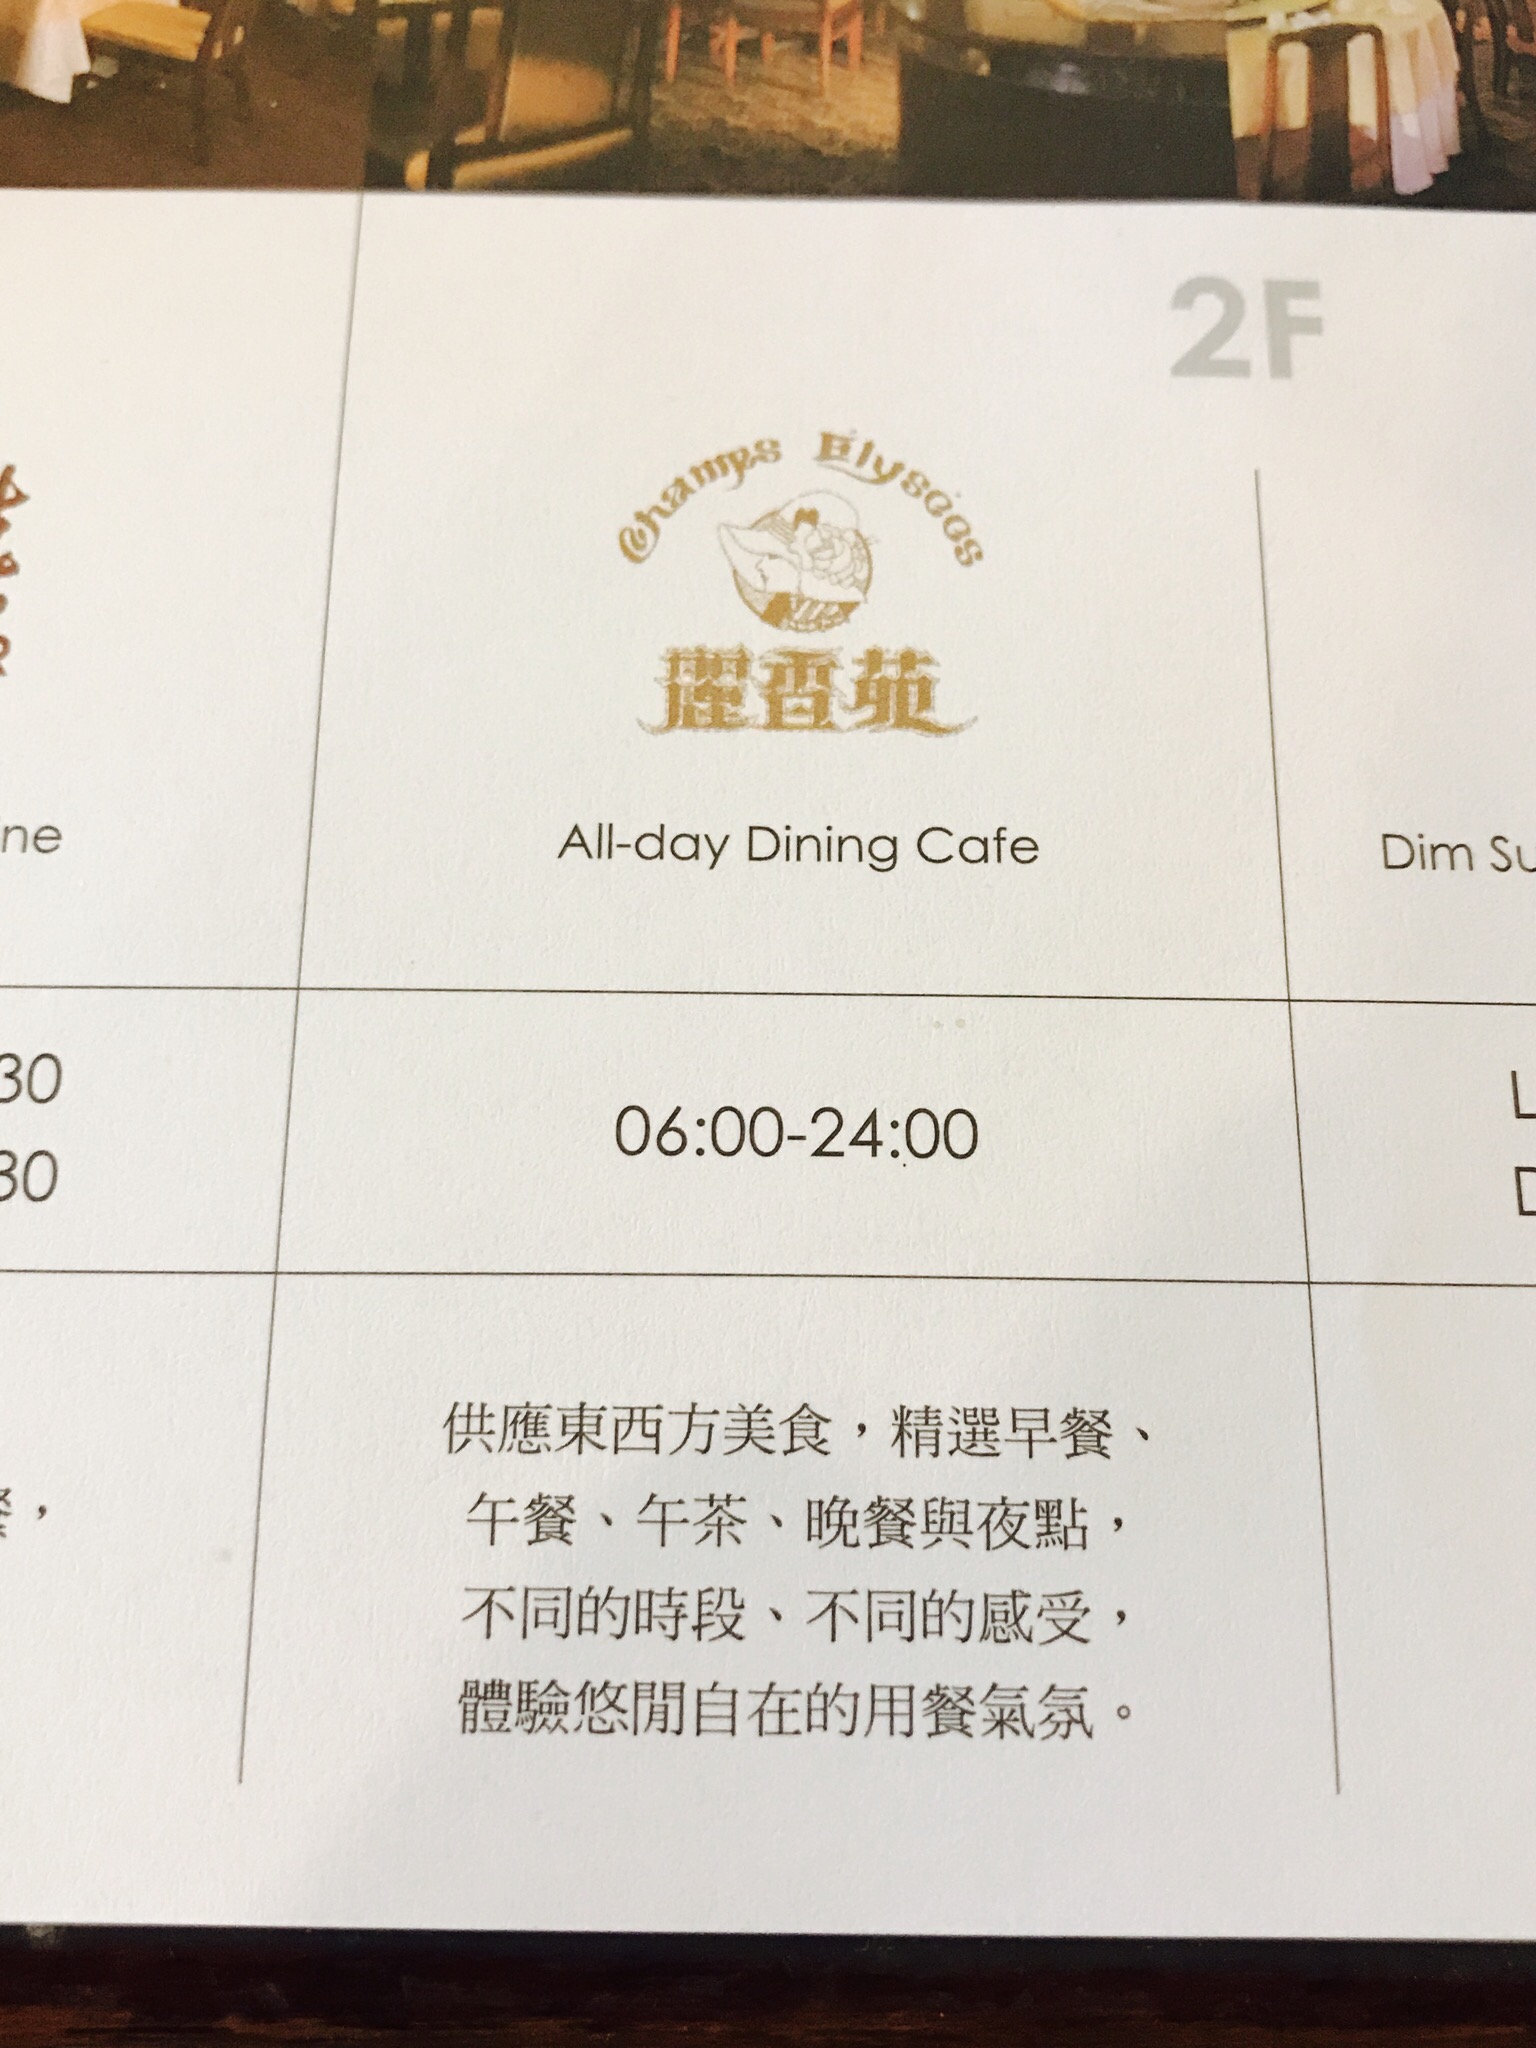 2F
Champs Elysees
麗香苑
ne
All-day Dining Cafe
Dim Su
30
30
06:00-24:00
L
D
供應東西方美食，精選早餐、
午餐、午茶、晚餐與夜點，
不同的時段、不同的感受，
體驗悠閒自在的用餐氣氛。